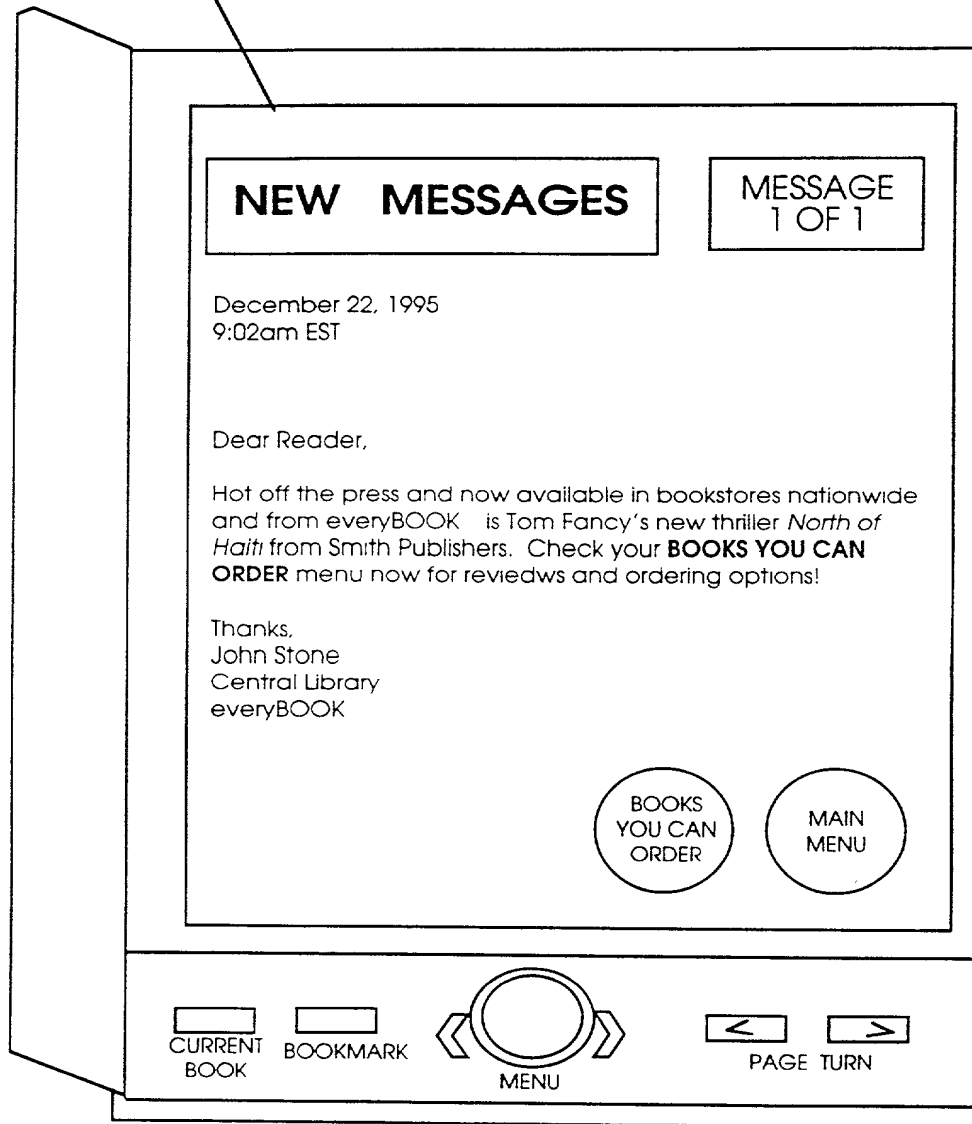 NEW MESSAGES
MESSAGE
1 OF 1
December 22, 1995
9:02am EST
Dear Reader,
Hot off the press and now available in bookstores nationwide
and from everyBOOK is Tom Fancy's new thriller North of
Haiti from Smith Publishers. Check your BOOKS YOU CAN
ORDER menu now for reviedws and ordering options!
Thanks,
John Stone
Central Library
everyBOOK
BOOKS
YOU CAN
ORDER
MAIN
MENU
CURRENT
BOOK
BOOKMARK
MENU
< >
PAGE TURN